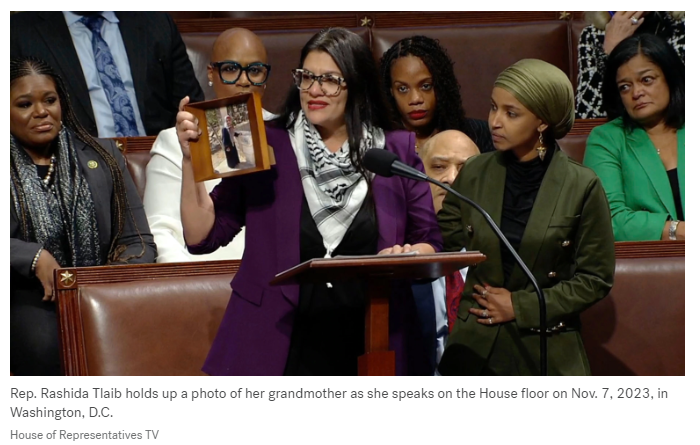 Rep. Rashida Tlaib holds up a photo of her grandmother as she speaks on the House floor on Nov. 7, 2023, in
Washington, D.C.
House of Representatives TV